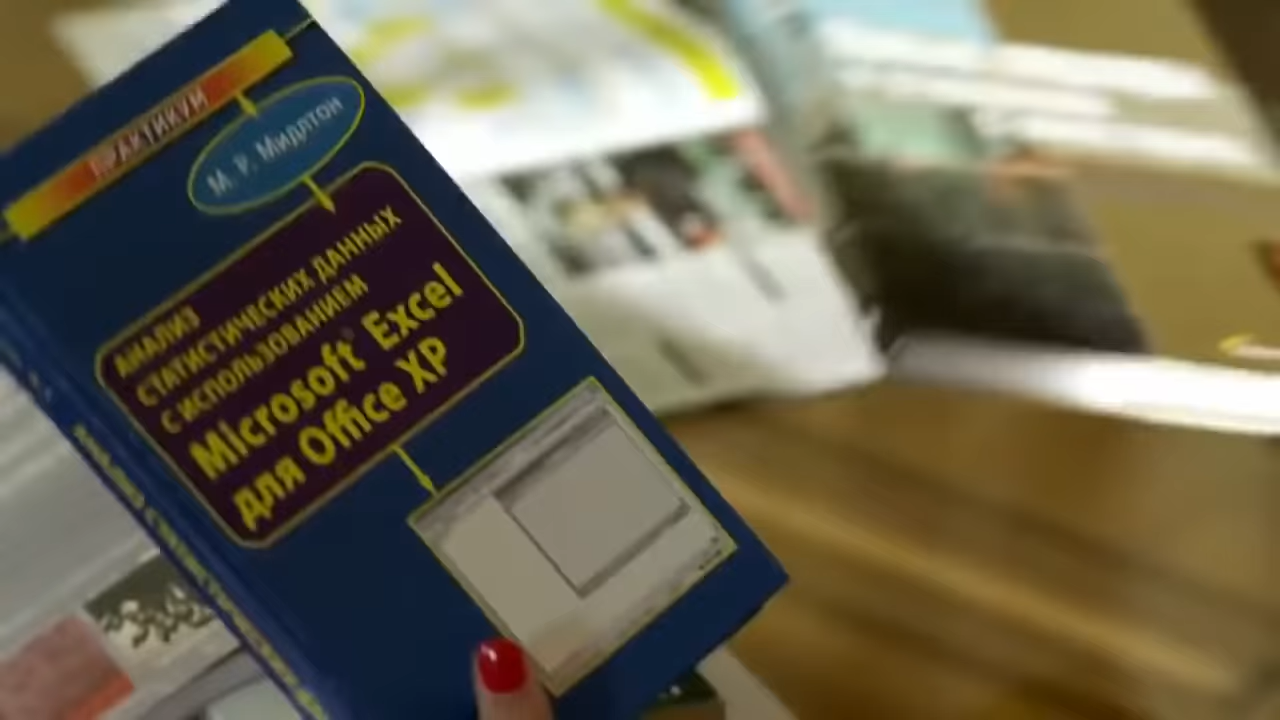 ПРАКТИКУМ
М. Р. Мидлтон
АНАЛИЗ
СТАТИСТИЧЕСКИХ ДАННЫХ
С ИСПОЛЬЗОВАНИЕМ
Microsoft® Excel
для Office XP